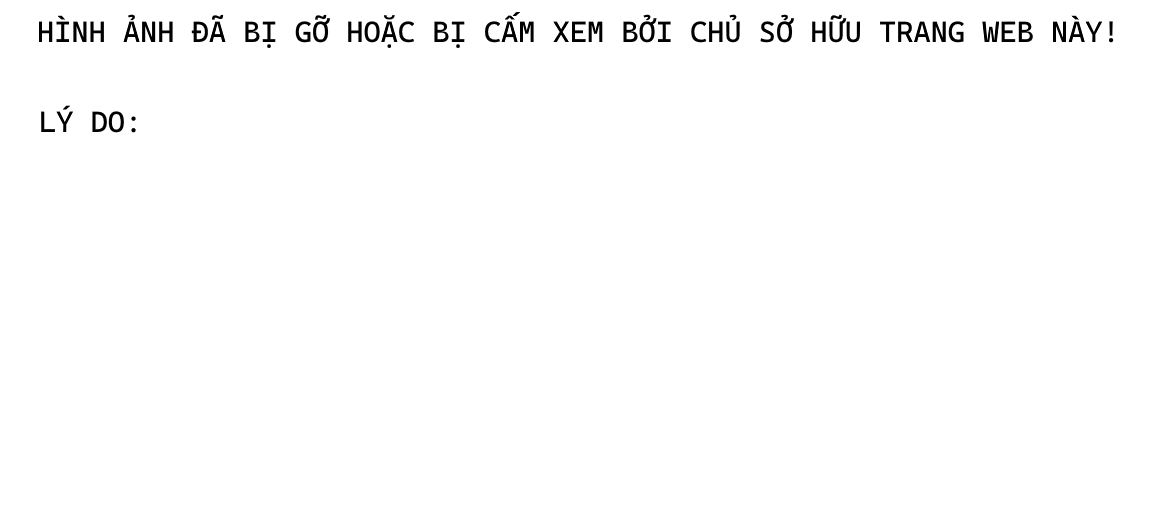 HÌNH ẢNH ĐÃ BỊ GỠ HOẶC BỊ CẤM XEM BỞI CHỦ SỞ HỮU TRANG WEB NÀY!
LÝ DO: